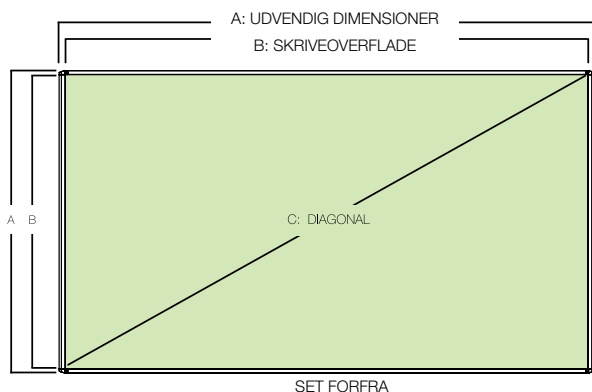 A: UDVENDIG DIMENSIONER
B: SKRIVEOVERFLADE
A B
C: DIAGONAL
SET FORFRA